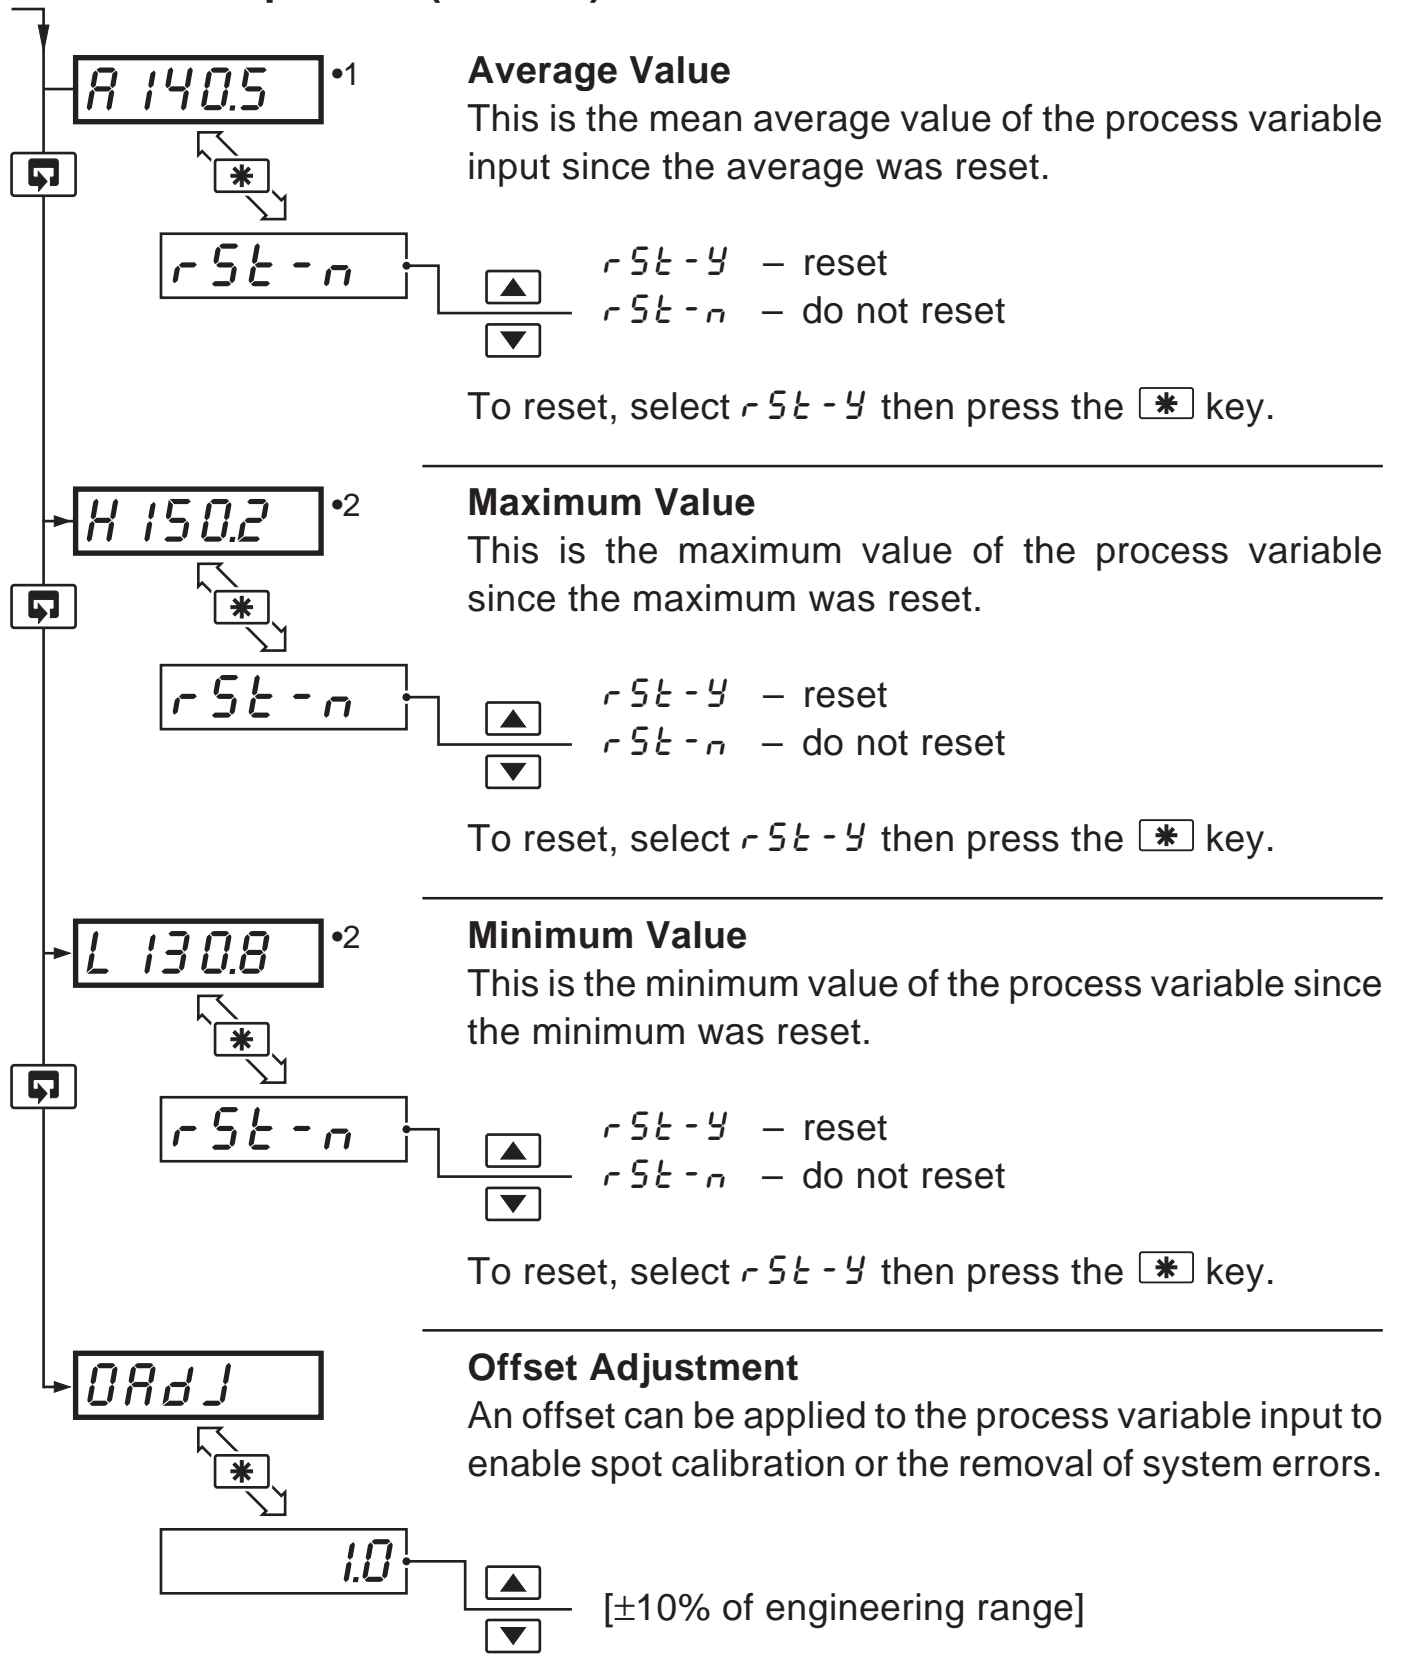 A 140.5 •1
Average Value
This is the mean average value of the process variable
input since the average was reset.
rSt-n
rSt-Y – reset
rSt-n – do not reset
To reset, select rSt-Y then press the ✱ key.
H 150.2 •2
Maximum Value
This is the maximum value of the process variable
since the maximum was reset.
rSt-n
rSt-Y – reset
rSt-n – do not reset
To reset, select rSt-Y then press the ✱ key.
L 130.8 •2
Minimum Value
This is the minimum value of the process variable since
the minimum was reset.
rSt-n
rSt-Y – reset
rSt-n – do not reset
To reset, select rSt-Y then press the ✱ key.
OAdJ
Offset Adjustment
An offset can be applied to the process variable input to
enable spot calibration or the removal of system errors.
1.0
[±10% of engineering range]